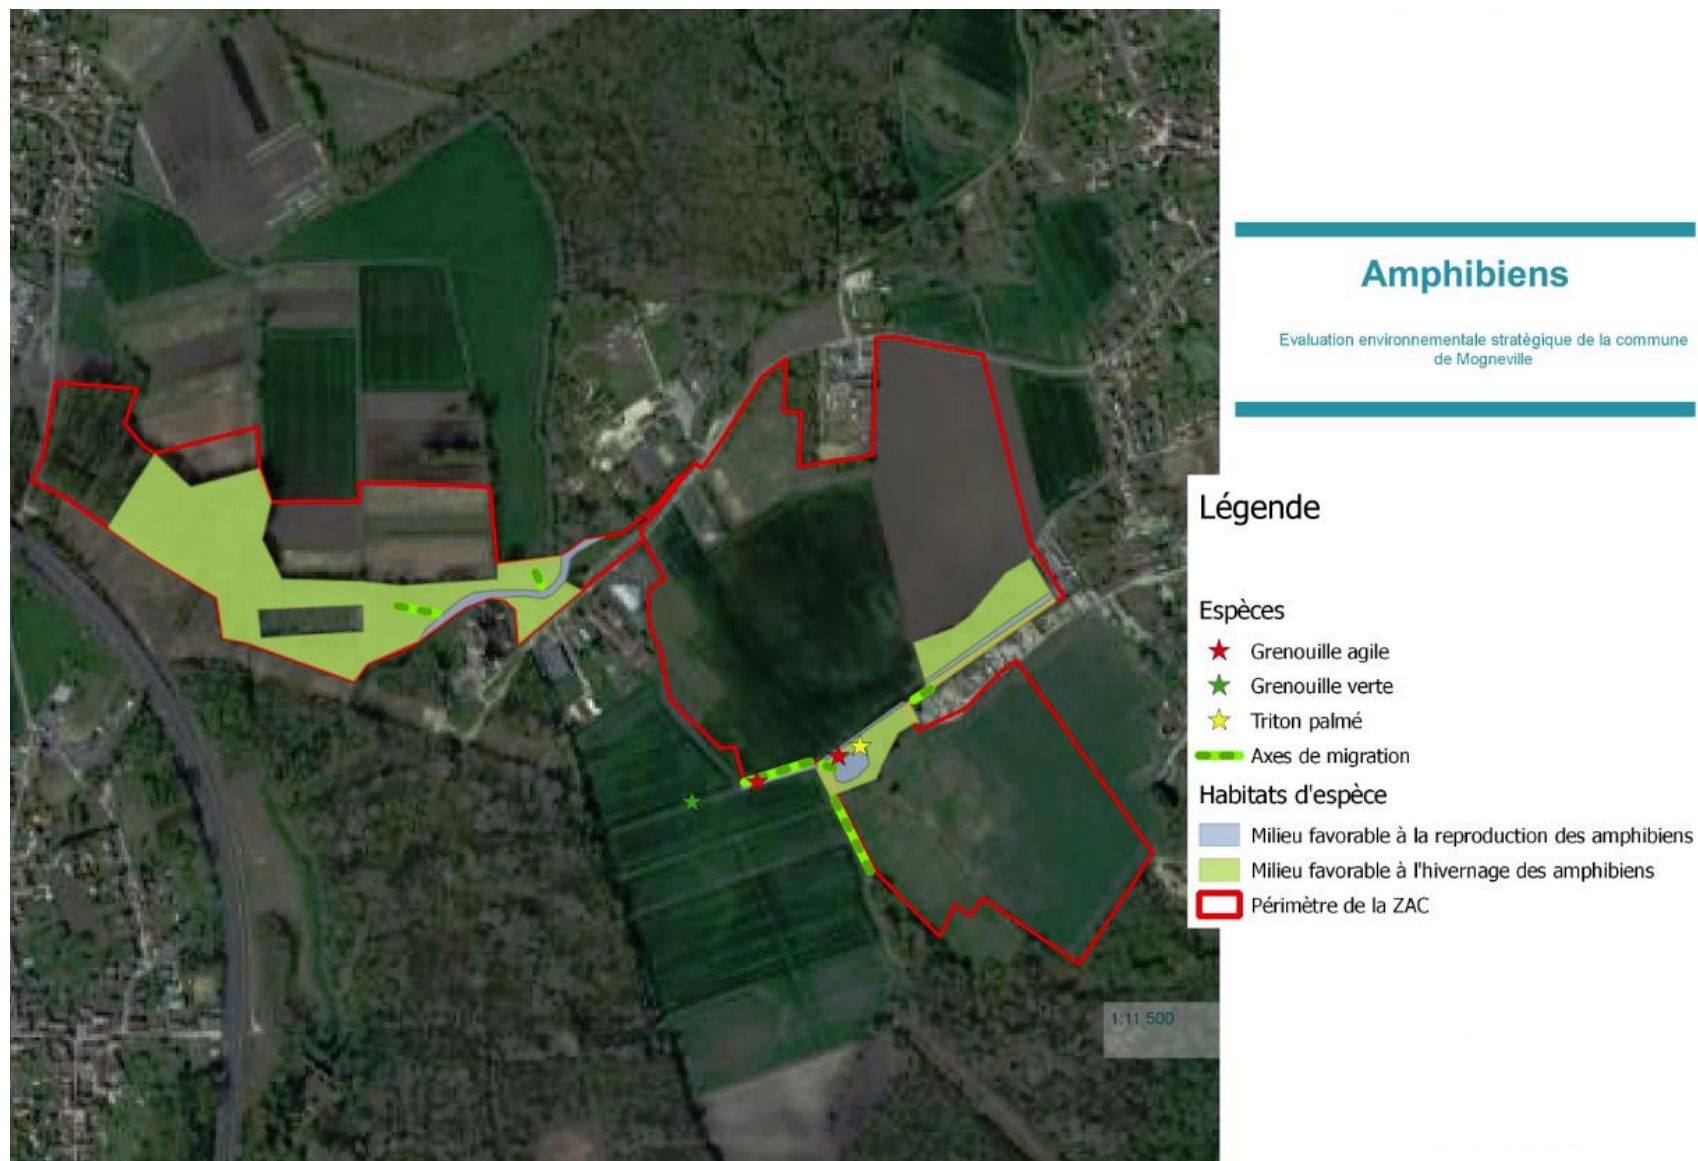 Amphibiens
Evaluation environnementale stratégique de la commune
de Mogneville
Légende
Espèces
Grenouille agile
Grenouille verte
Triton palmé
Axes de migration
Habitats d'espèce
Milieu favorable à la reproduction des amphibiens
Milieu favorable à l'hivernage des amphibiens
Périmètre de la ZAC
1:11 500